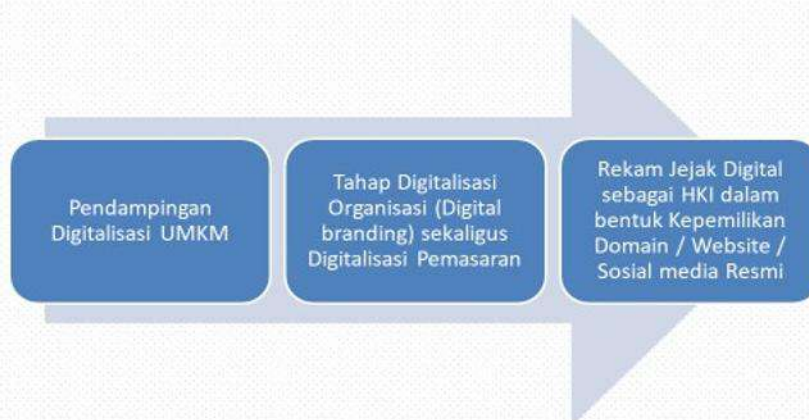 Pendampingan
Digitalisasi UMKM
Tahap Digitalisasi
Organisasi (Digital
branding) sekaligus
Digitalisasi Pemasaran
Rekam Jejak Digital
sebagai HKI dalam
bentuk Kepemilikan
Domain / Website /
Sosial media Resmi